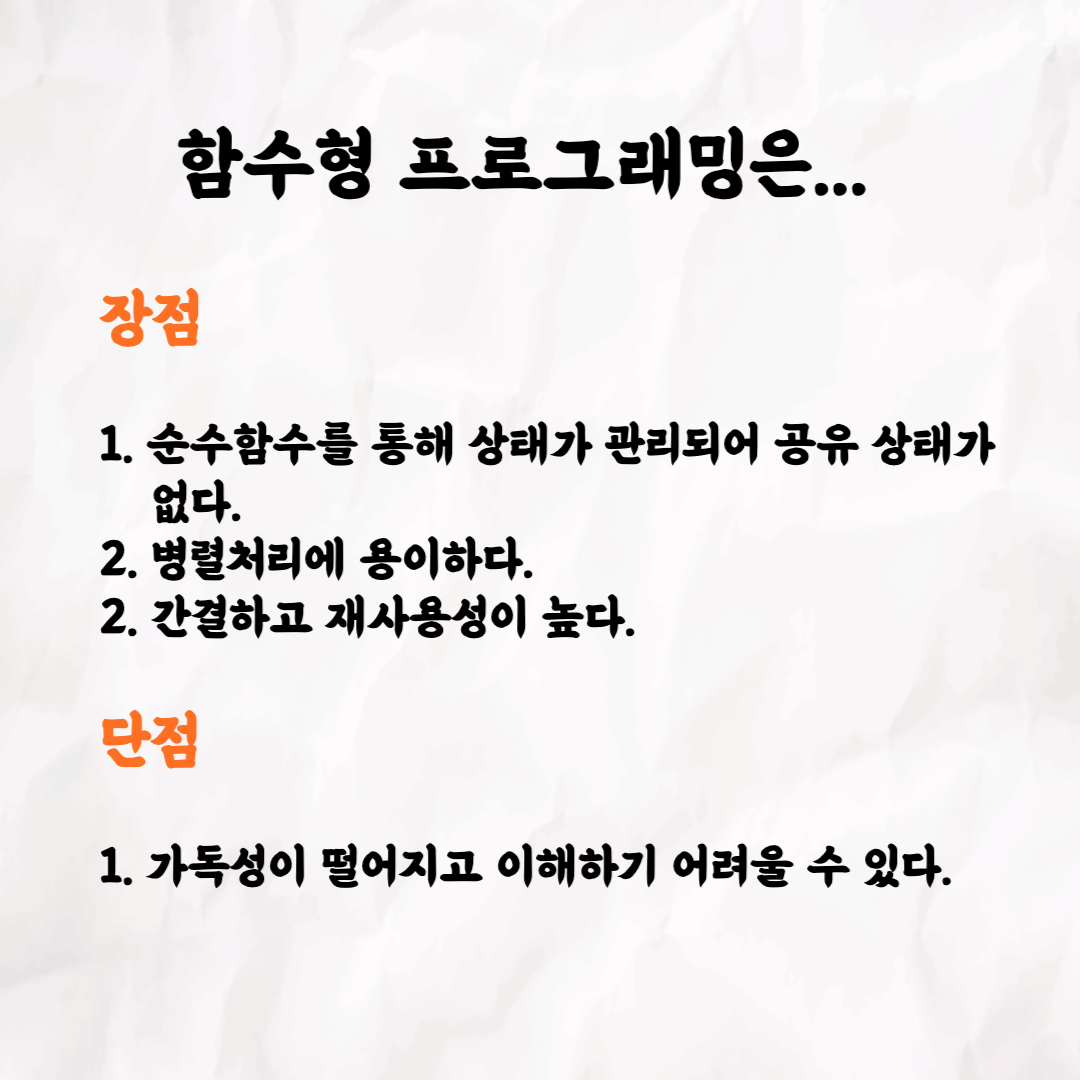 함수형 프로그래밍은...
장점
1. 순수함수를 통해 상태가 관리되어 공유 상태가
없다.
2. 병렬처리에 용이하다.
2. 간결하고 재사용성이 높다.
단점
1. 가독성이 떨어지고 이해하기 어려울 수 있다.